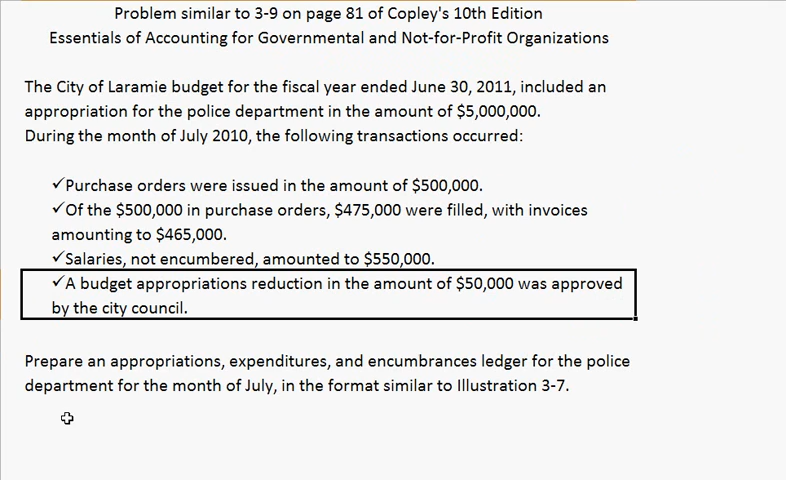 Problem similar to 3-9 on page 81 of Copley's 10th Edition
Essentials of Accounting for Governmental and Not-for-Profit Organizations
The City of Laramie budget for the fiscal year ended June 30, 2011, included an
appropriation for the police department in the amount of $5,000,000.
During the month of July 2010, the following transactions occurred:
✓Purchase orders were issued in the amount of $500,000.
✓Of the $500,000 in purchase orders, $475,000 were filled, with invoices
amounting to $465,000.
✓Salaries, not encumbered, amounted to $550,000.
✓A budget appropriations reduction in the amount of $50,000 was approved
by the city council.
Prepare an appropriations, expenditures, and encumbrances ledger for the police
department for the month of July, in the format similar to Illustration 3-7.